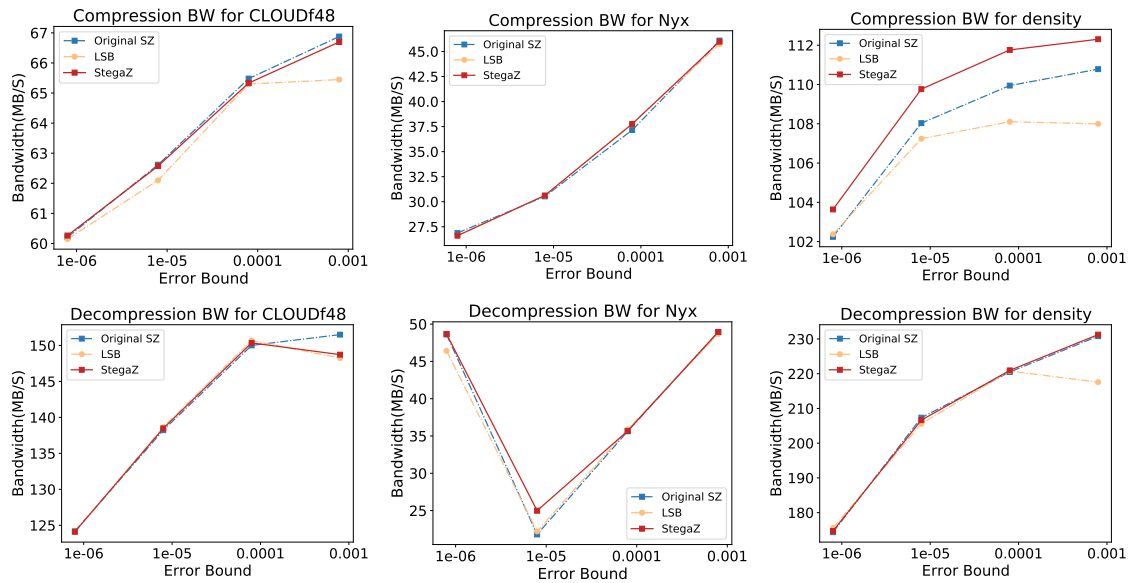 Compression BW for CLOUDf48
67
66
65
64
63
62
61
60
Bandwidth(MB/S)
Original SZ
LSB
StegaZ
1e-06 1e-05 0.0001 0.001
Error Bound
Compression BW for Nyx
45.0
42.5
40.0
37.5
35.0
32.5
30.0
27.5
Bandwidth(MB/S)
Original SZ
LSB
StegaZ
1e-06 1e-05 0.0001 0.001
Error Bound
Compression BW for density
112
110
108
106
104
102
Bandwidth(MB/S)
Original SZ
LSB
StegaZ
1e-06 1e-05 0.0001 0.001
Error Bound
Decompression BW for CLOUDf48
150
145
140
135
130
125
Bandwidth(MB/S)
Original SZ
LSB
StegaZ
1e-06 1e-05 0.0001 0.001
Error Bound
Decompression BW for Nyx
50
45
40
35
30
25
Bandwidth(MB/S)
Original SZ
LSB
StegaZ
1e-06 1e-05 0.0001 0.001
Error Bound
Decompression BW for density
230
220
210
200
190
180
Bandwidth(MB/S)
Original SZ
LSB
StegaZ
1e-06 1e-05 0.0001 0.001
Error Bound